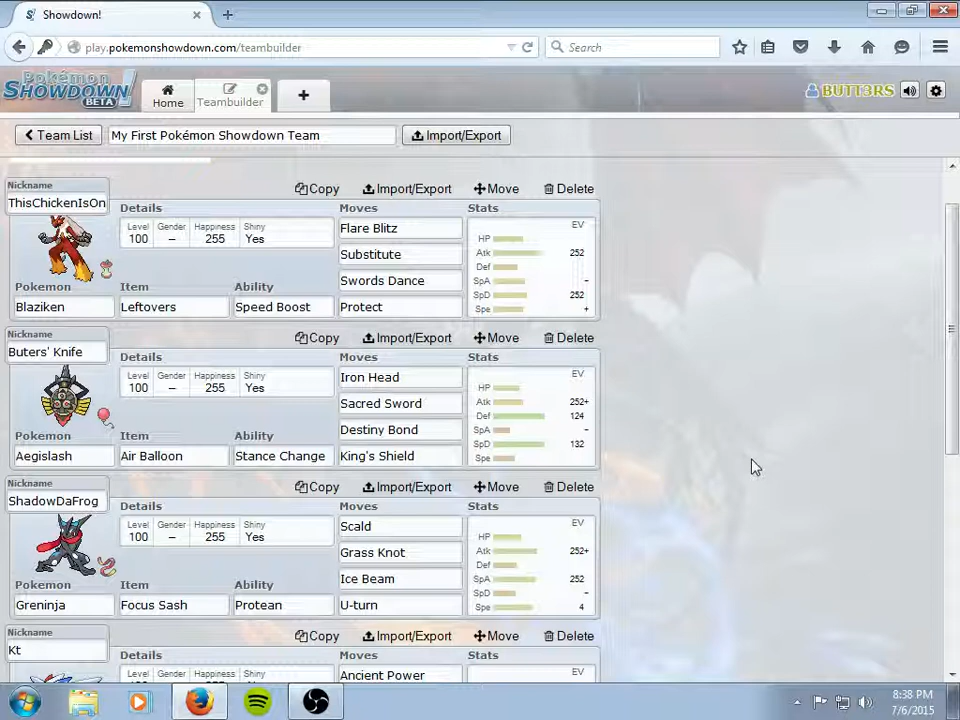 Showdown!
play.pokemonshowdown.com/teambuilder
Search
Pokémon
SHOWDOWN!
BETA
Home
Teambuilder
BUTT3RS
Team List
My First Pokémon Showdown Team
Import/Export
Nickname
ThisChickenIsOn
Copy Import/Export Move Delete
Details Moves Stats
Level Gender Happiness Shiny
100 – 255 Yes
Flare Blitz
Substitute
Swords Dance
Protect
EV
HP
Atk 252
Def
SpA -
SpD 252
Spe +
Pokemon Item Ability
Blaziken Leftovers Speed Boost
Nickname
Buters' Knife
Copy Import/Export Move Delete
Details Moves Stats
Level Gender Happiness Shiny
100 – 255 Yes
Iron Head
Sacred Sword
Destiny Bond
King's Shield
EV
HP
Atk 252+
Def 124
SpA -
SpD 132
Spe
Pokemon Item Ability
Aegislash Air Balloon Stance Change
Nickname
ShadowDaFrog
Copy Import/Export Move Delete
Details Moves Stats
Level Gender Happiness Shiny
100 – 255 Yes
Scald
Grass Knot
Ice Beam
U-turn
EV
HP
Atk 252+
Def
SpA 252
SpD -
Spe 4
Pokemon Item Ability
Greninja Focus Sash Protean
Nickname
Kt
Copy Import/Export Move Delete
Details Moves Stats
Level Gender Happiness Shiny
Ancient Power
EV
8:38 PM
7/6/2015